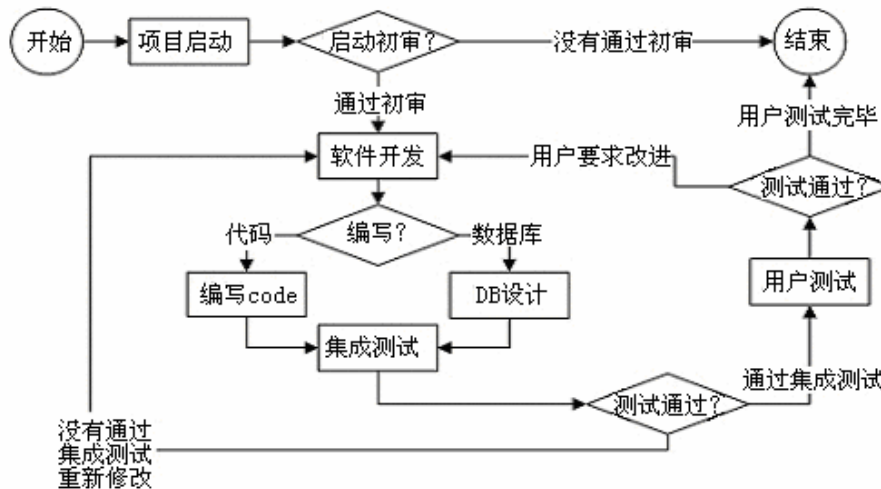 开始
项目启动
启动初审？
没有通过初审
结束
通过初审
用户测试完毕
软件开发
用户要求改进
测试通过？
代码
编写？
数据库
编写code
DB设计
用户测试
集成测试
通过集成测试
测试通过？
没有通过
集成测试
重新修改